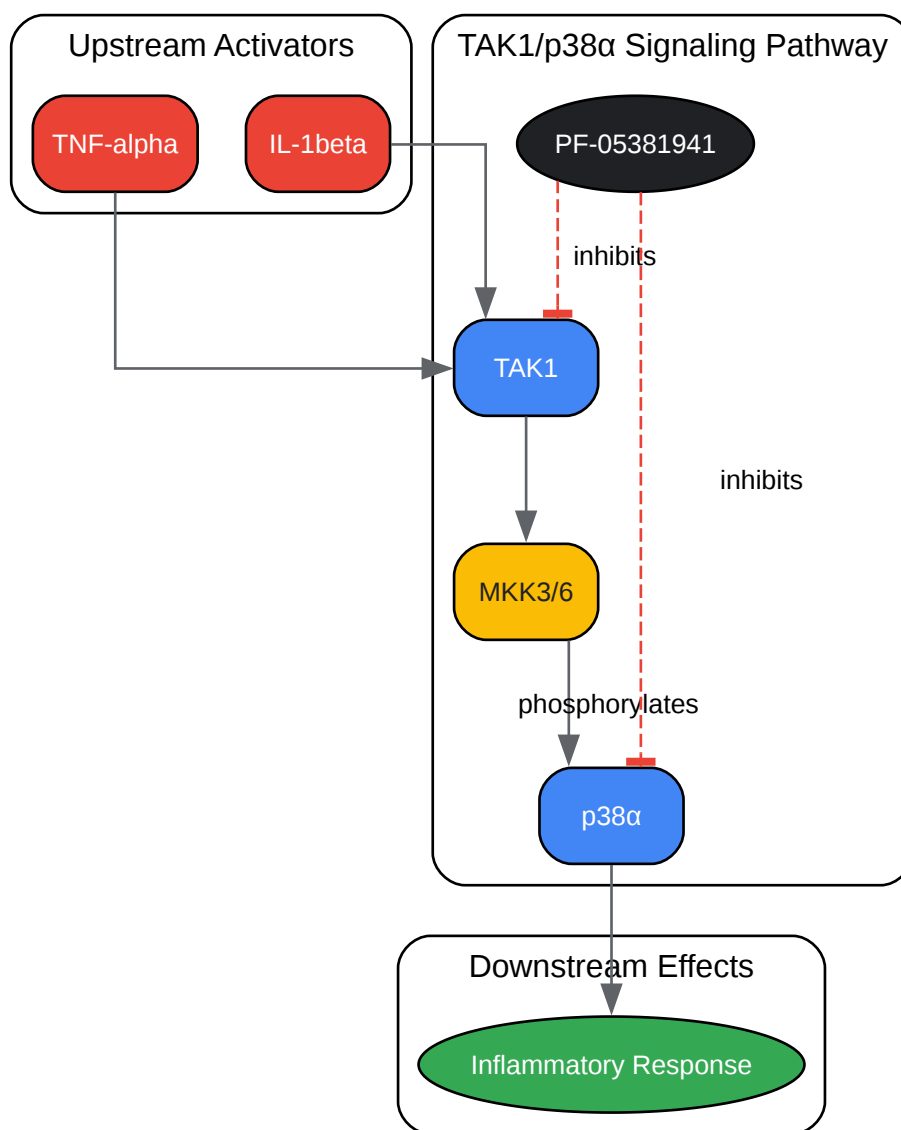 Upstream Activators
TAK1/p38α Signaling Pathway
TNF-alpha
IL-1beta
PF-05381941
inhibits
TAK1
inhibits
MKK3/6
phosphorylates
p38α
Downstream Effects
Inflammatory Response